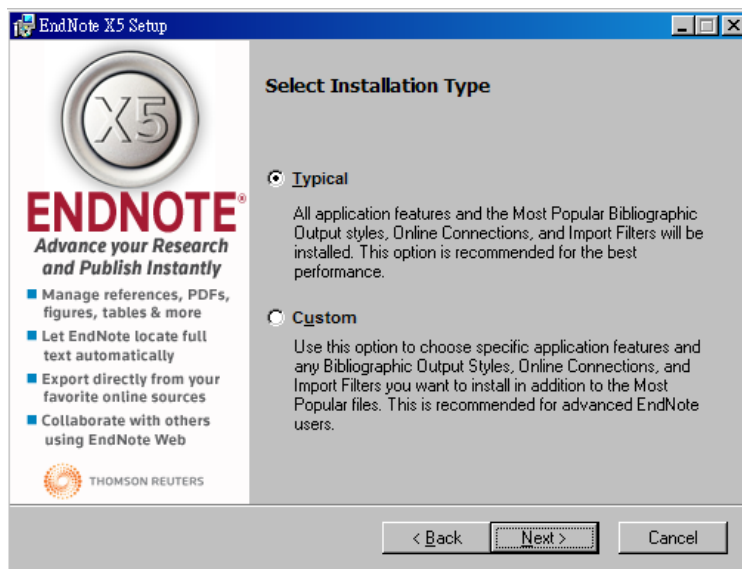 EndNote X5 Setup
X5
ENDNOTE®
Advance your Research
and Publish Instantly
Manage references, PDFs,
figures, tables & more
Let EndNote locate full
text automatically
Export directly from your
favorite online sources
Collaborate with others
using EndNote Web
THOMSON REUTERS
Select Installation Type
Typical
All application features and the Most Popular Bibliographic
Output styles, Online Connections, and Import Filters will be
installed. This option is recommended for the best
performance.
Custom
Use this option to choose specific application features and
any Bibliographic Output Styles, Online Connections, and
Import Filters you want to install in addition to the Most
Popular files. This is recommended for advanced EndNote
users.
< Back
Next >
Cancel